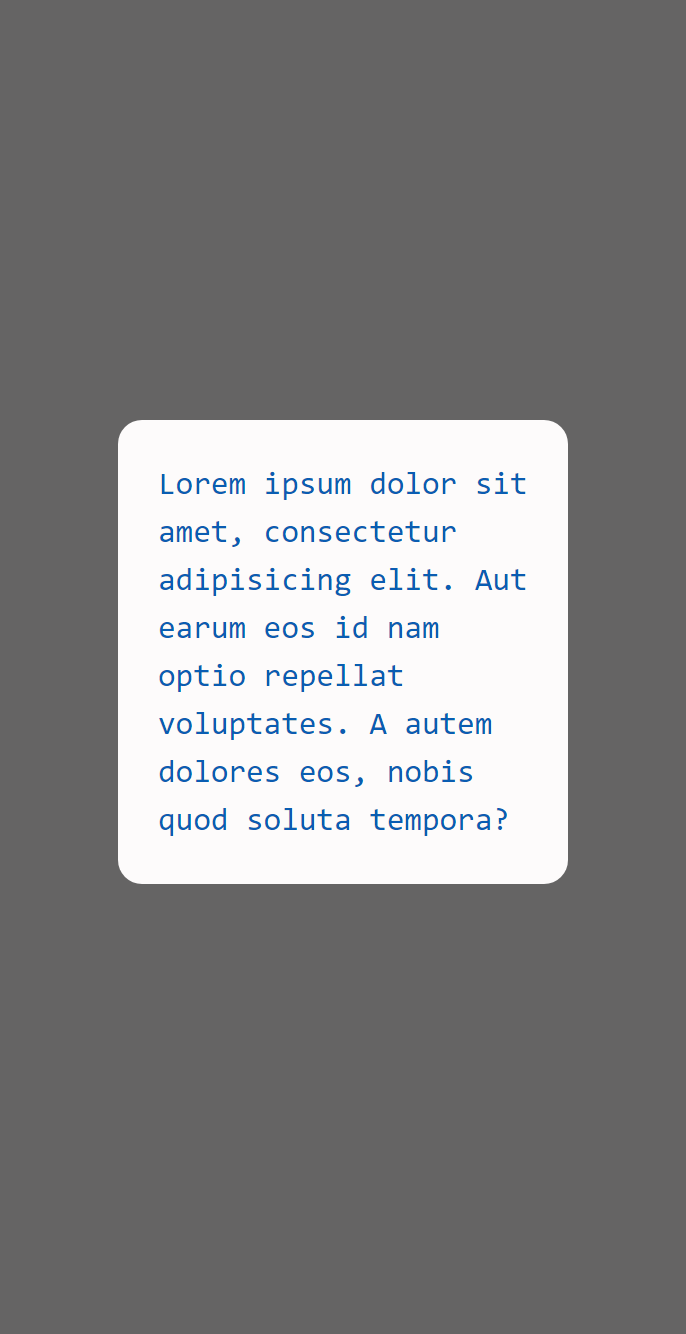 Lorem ipsum dolor sit
amet, consectetur
adipisicing elit. Aut
earum eos id nam
optio repellat
voluptates. A autem
dolores eos, nobis
quod soluta tempora?